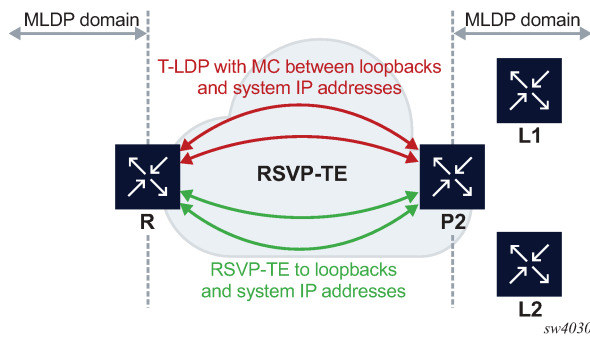 MLDP domain
MLDP domain
T-LDP with MC between loopbacks
and system IP addresses
L1
RSVP-TE
R
P2
RSVP-TE to loopbacks
and system IP addresses
L2
sw4030